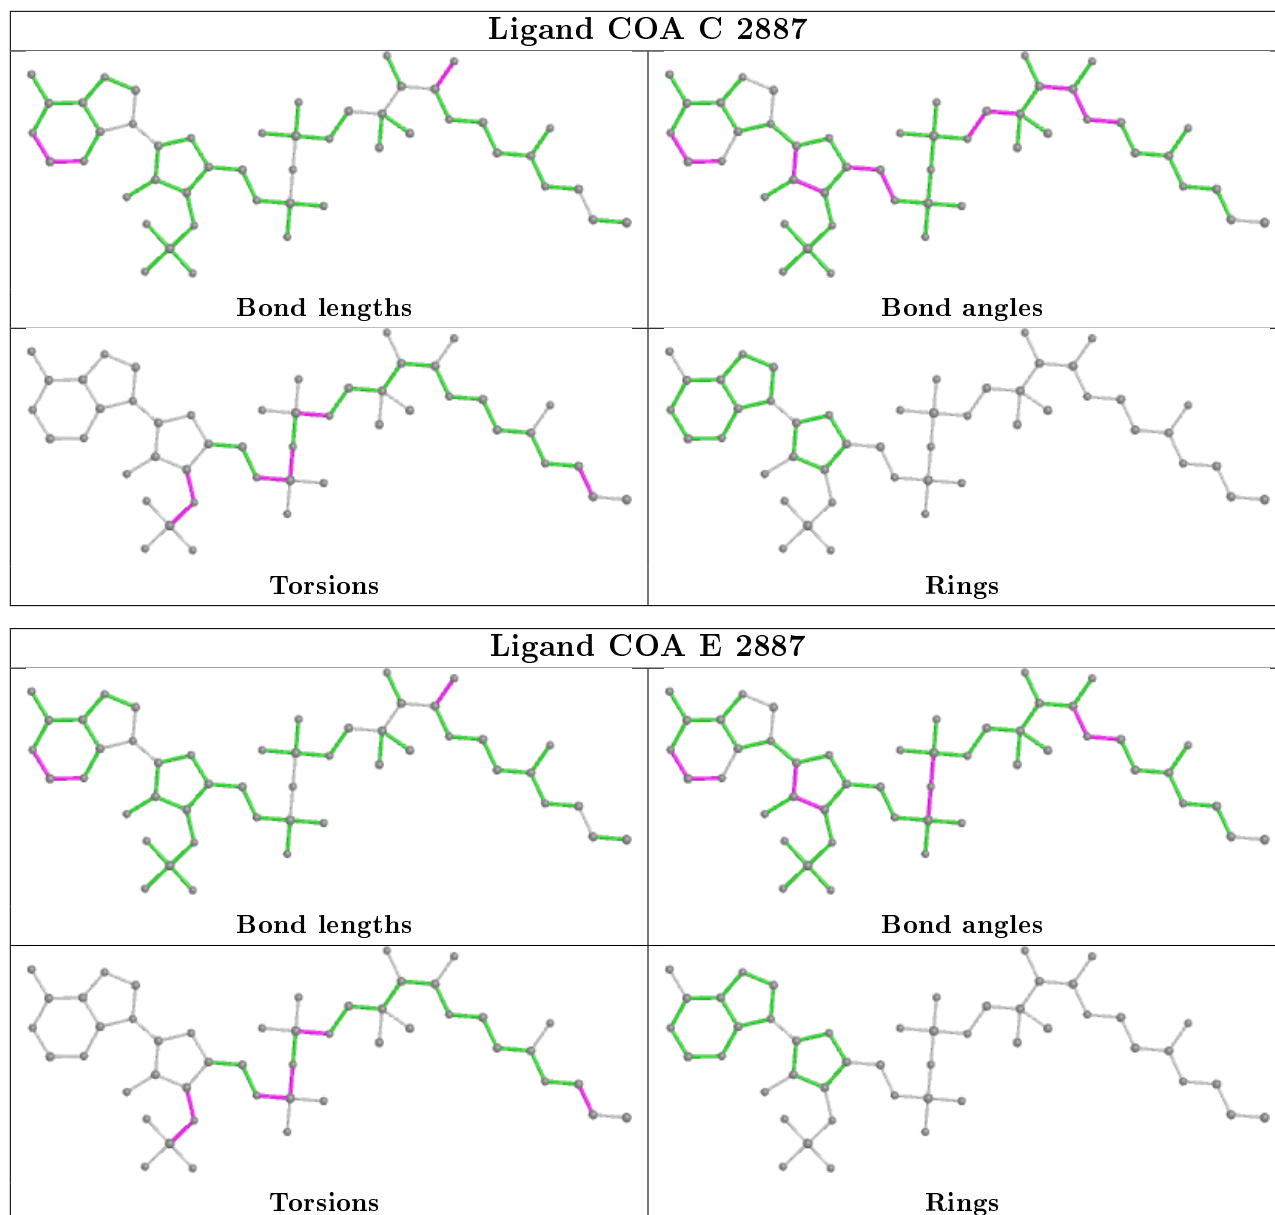 Ligand COA C 2887
Bond lengths
Bond angles
Torsions
Rings
Ligand COA E 2887
Bond lengths
Bond angles
Torsions
Rings